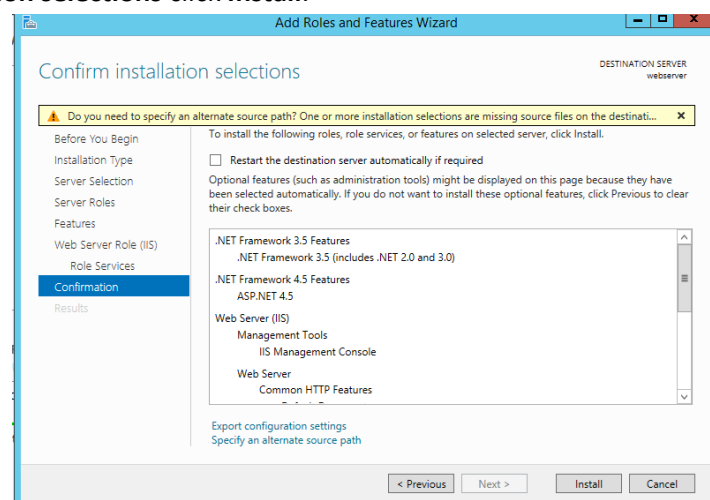 selections click
Add Roles and Features Wizard
Confirm installation selections
DESTINATION SERVER
webserver
Do you need to specify an alternate source path? One or more installation selections are missing source files on the destinati...
Before You Begin
Installation Type
Server Selection
Server Roles
Features
Web Server Role (IIS)
Role Services
Confirmation
Results
To install the following roles, role services, or features on selected server, click Install.
Restart the destination server automatically if required
Optional features (such as administration tools) might be displayed on this page because they have
been selected automatically. If you do not want to install these optional features, click Previous to clear
their check boxes.
.NET Framework 3.5 Features
.NET Framework 3.5 (includes .NET 2.0 and 3.0)
.NET Framework 4.5 Features
ASP.NET 4.5
Web Server (IIS)
Management Tools
IIS Management Console
Web Server
Common HTTP Features
Export configuration settings
Specify an alternate source path
< Previous
Next >
Install
Cancel